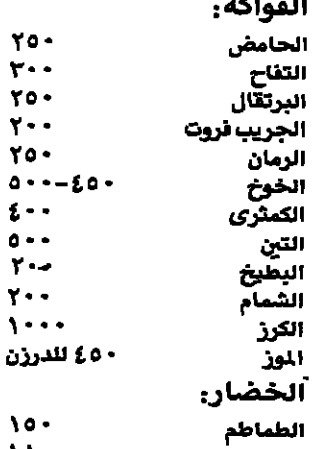 الفواكه:
الحامض ٢٥٠
التفاح ٣٠٠
البرتقال ٢٥٠
الجريب فروت ٢٠٠
الرمان ٢٥٠
الخوخ ٤٥٠-٥٠٠
الكمثرى ٤٠٠
التين ٥٠٠
البطيخ ٢٠٠
الشمام ٢٠٠
الكرز ١٠٠٠
الموز ٤٥٠ للدرزن
الخضار:
الطماطم ١٥٠